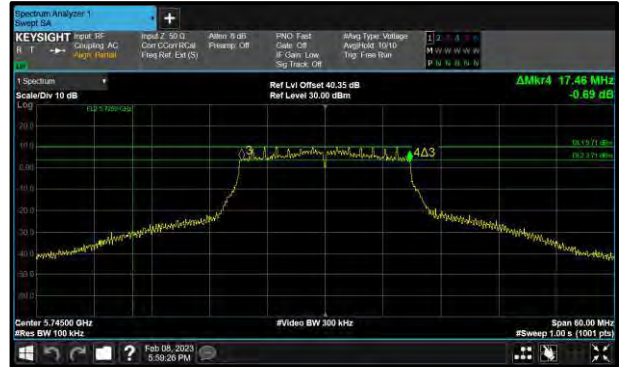 Spectrum Analyzer 1
Swept SA
+
KEYSIGHT Input: RF Input Z: 50 Ω Atten: 8 dB PNO: Fast #Avg Type: Voltage 1 2 3 4 5 6
R T Coupling: AC Corr CCorr RCal Preamp: Off Gate: Off Avg|Hold: 10/10 M W W W W W
Align: Partial Freq Ref: Ext (S) IF Gain: Low Trig: Free Run
Sig Track: Off P N N N N N
1 Spectrum
Scale/Div 10 dB
Ref Lvl Offset 40.35 dB
Ref Level 30.00 dBm
ΔMkr4 17.46 MHz
-0.69 dB
Log
20.0
10.0
0.00
-10.0
-20.0
-30.0
-40.0
-50.0
-60.0
3
4Δ3
Center 5.74500 GHz
#Res BW 100 kHz
#Video BW 300 kHz
Span 60.00 MHz
#Sweep 1.00 s (1001 pts)
?
Feb 08, 2023
5:59:26 PM